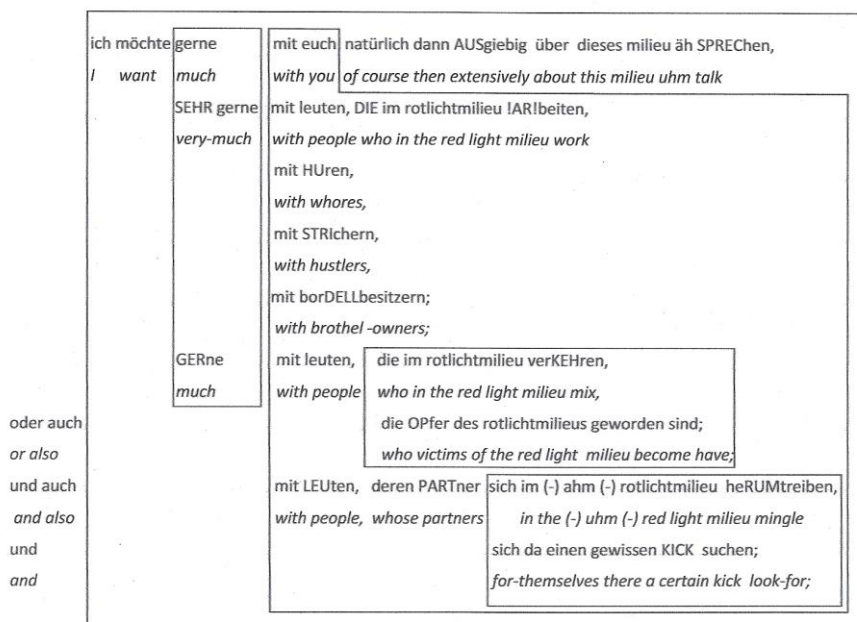 ich möchte gerne mit euch natürlich dann AUSgiebig über dieses milieu äh SPREChen,
I want much with you of course then extensively about this milieu uhm talk
SEHR gerne mit leuten, DIE im rotlichtmilieu !AR!beiten,
very-much with people who in the red light milieu work
mit HUren,
with whores,
mit STRIchern,
with hustlers,
mit borDELLbesitzern;
with brothel -owners;
GERne mit leuten, die im rotlichtmilieu verKEHren,
much with people who in the red light milieu mix,
oder auch die OPfer des rotlichtmilieus geworden sind;
or also who victims of the red light milieu become have;
und auch mit LEUten, deren PARTner sich im (-) ahm (-) rotlichtmilieu heRUMtreiben,
and also with people, whose partners in the (-) uhm (-) red light milieu mingle
und sich da einen gewissen KICK suchen;
and for-themselves there a certain kick look-for;